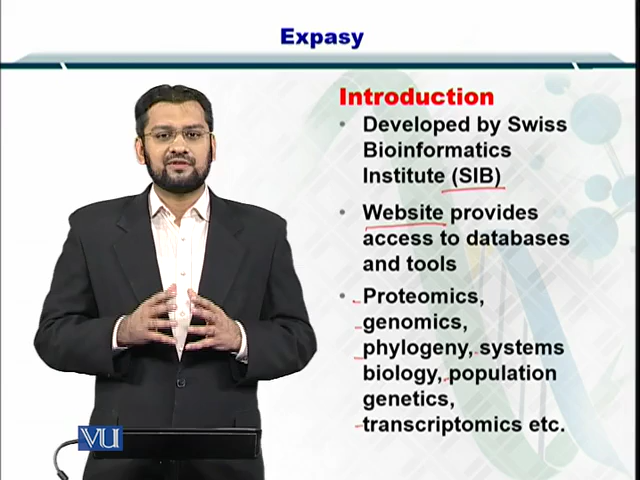 Expasy
Introduction
• Developed by Swiss
Bioinformatics
Institute (SIB)
• Website provides
access to databases
and tools
• Proteomics,
genomics,
phylogeny, systems
biology, population
genetics,
transcriptomics etc.
VU